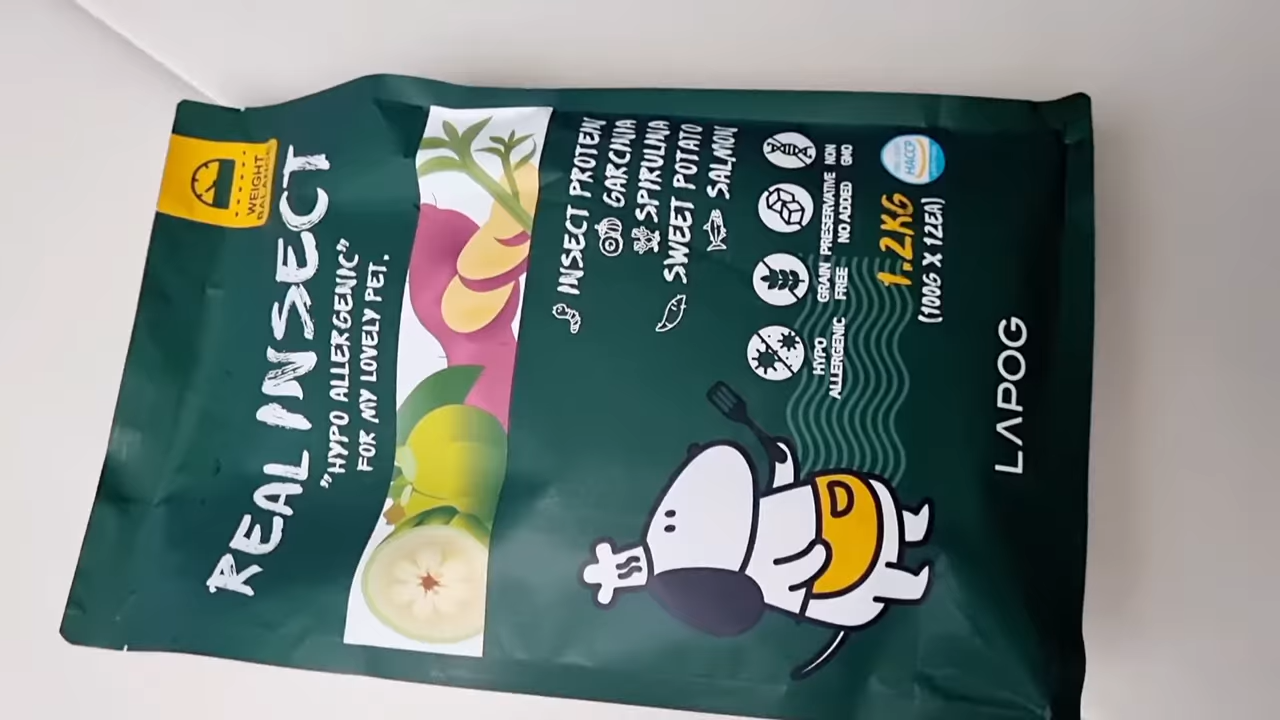 WEIGHT
BALANCE
REAL INSECT
"HYPO ALLERGENIC"
FOR MY LOVELY PET.
INSECT PROTEIN
GARCINIA
SPIRULINA
SWEET POTATO
SALMON
HYPO
ALLERGENIC
GRAIN
FREE
PRESERVATIVE
NO ADDED
NON
GMO
HACCP
1.2KG
(100G X 12EA)
LAPOG